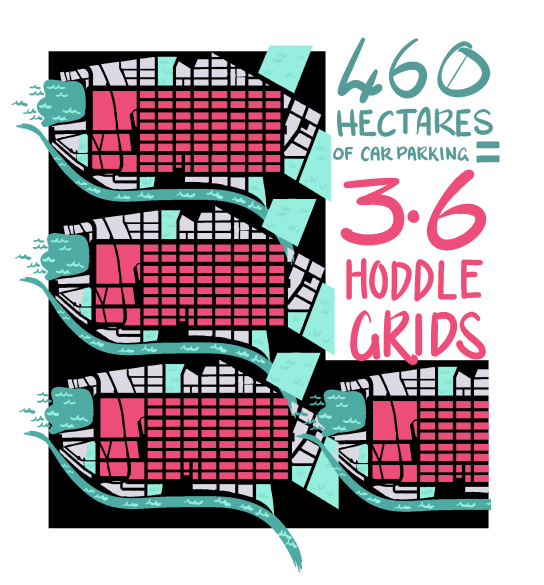 460
HECTARES
OF CAR PARKING =
3.6
HODDLE
GRIDS